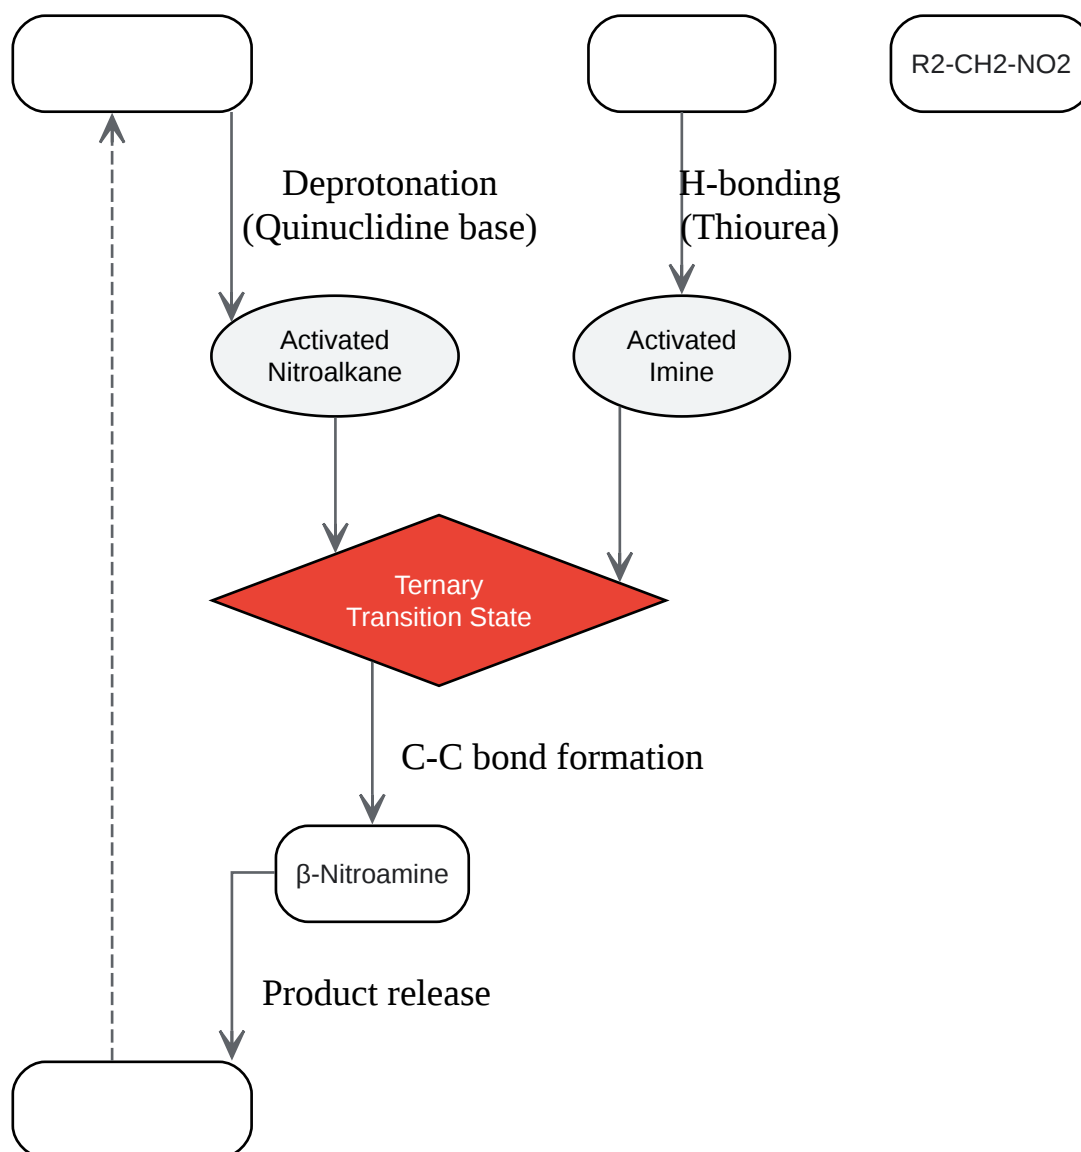 R2-CH2-NO2
Deprotonation
(Quinuclidine base)
H-bonding
(Thiourea)
Activated
Nitroalkane
Activated
Imine
Ternary
Transition State
C-C bond formation
β-Nitroamine
Product release